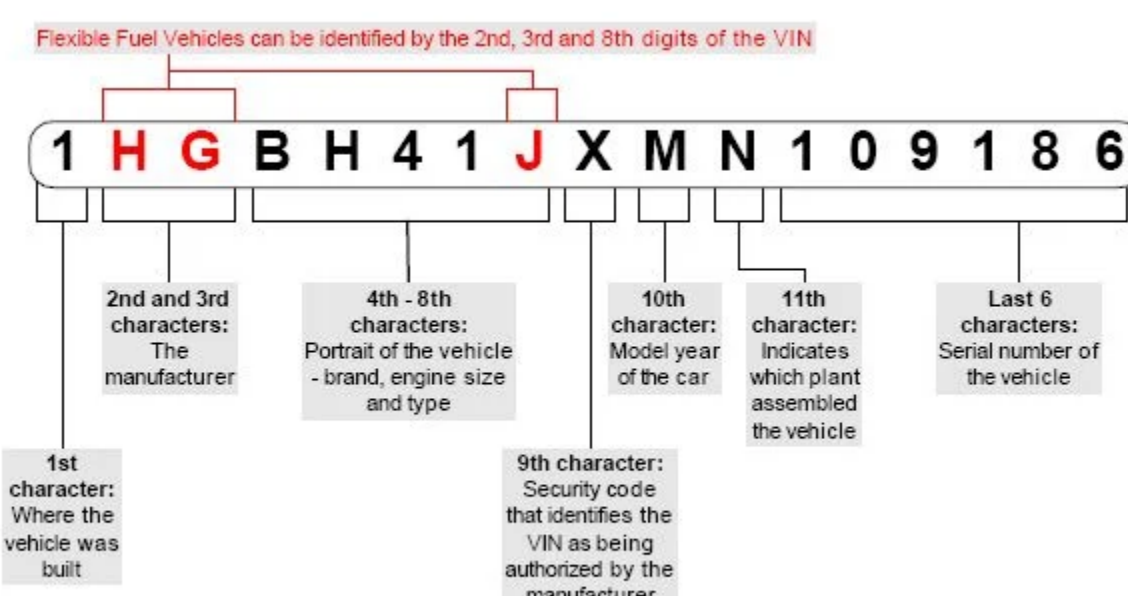 Flexible Fuel Vehicles can be identified by the 2nd, 3rd and 8th digits of the VIN
1 H G B H 4 1 J X M N 1 0 9 1 8 6
2nd and 3rd
characters:
The
manufacturer
4th - 8th
characters:
Portrait of the vehicle
- brand, engine size
and type
10th
character:
Model year
of the car
11th
character:
Indicates
which plant
assembled
the vehicle
Last 6
characters:
Serial number of
the vehicle
1st
character:
Where the
vehicle was
built
9th character:
Security code
that identifies the
VIN as being
authorized by the
manufacturer